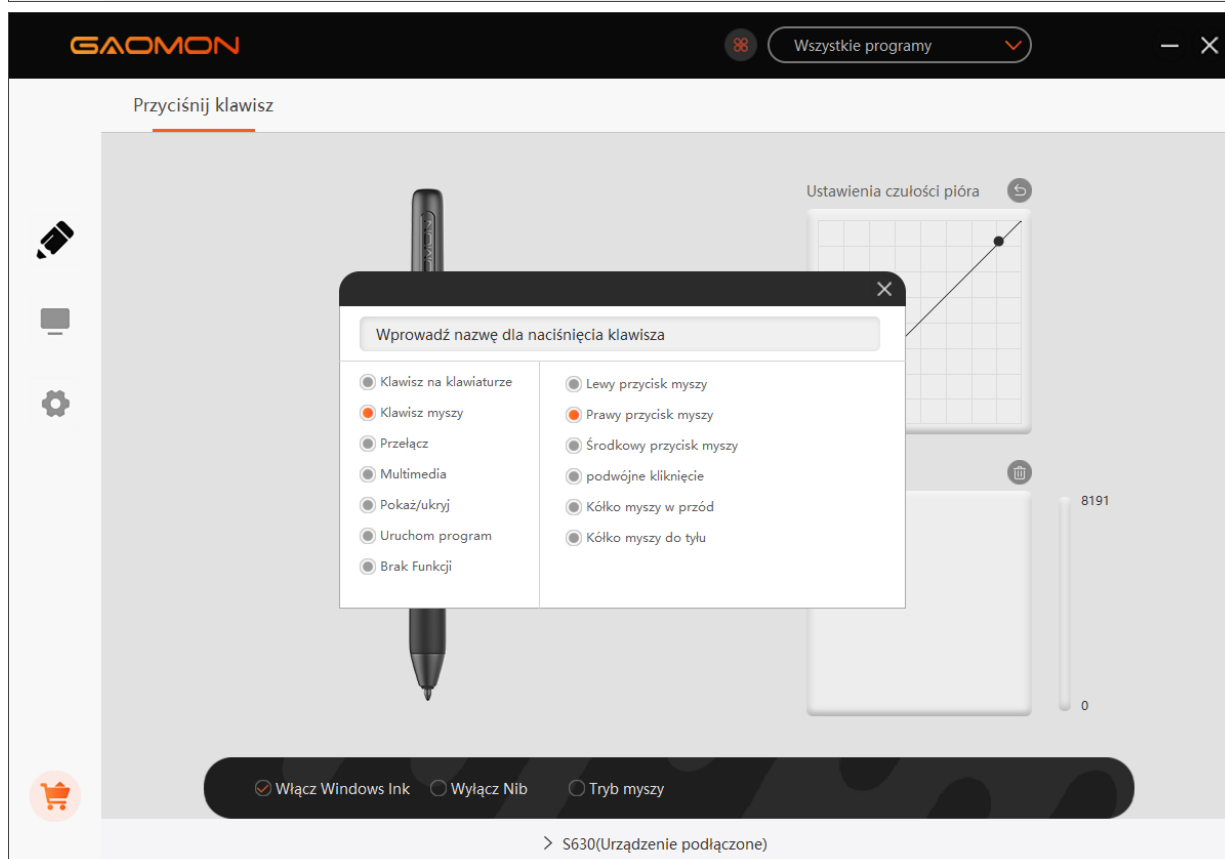 GAOMON
Wszystkie programy
Przyciśnij klawisz
Ustawienia czułości pióra
Wprowadź nazwę dla naciśnięcia klawisza
Klawisz na klawiaturze
Klawisz myszy
Przełącz
Multimedia
Pokaż/ukryj
Uruchom program
Brak Funkcji
Lewy przycisk myszy
Prawy przycisk myszy
Środkowy przycisk myszy
podwójne kliknięcie
Kółko myszy w przód
Kółko myszy do tyłu
8191
0
Włącz Windows Ink
Wyłącz Nib
Tryb myszy
S630(Urządzenie podłączone)